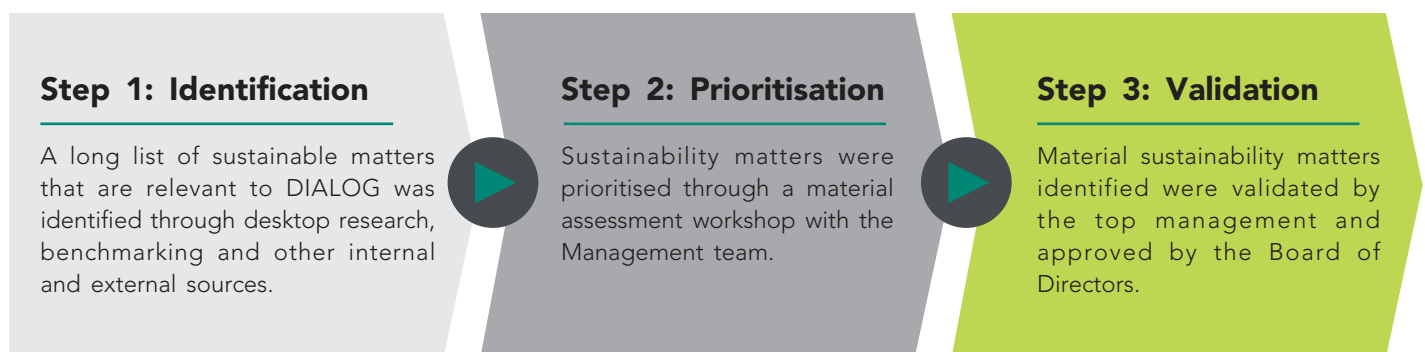 Step 1: Identification
A long list of sustainable matters
that are relevant to DIALOG was
identified through desktop research,
benchmarking and other internal
and external sources.
Step 2: Prioritisation
Sustainability matters were
prioritised through a material
assessment workshop with the
Management team.
Step 3: Validation
Material sustainability matters
identified were validated by
the top management and
approved by the Board of
Directors.